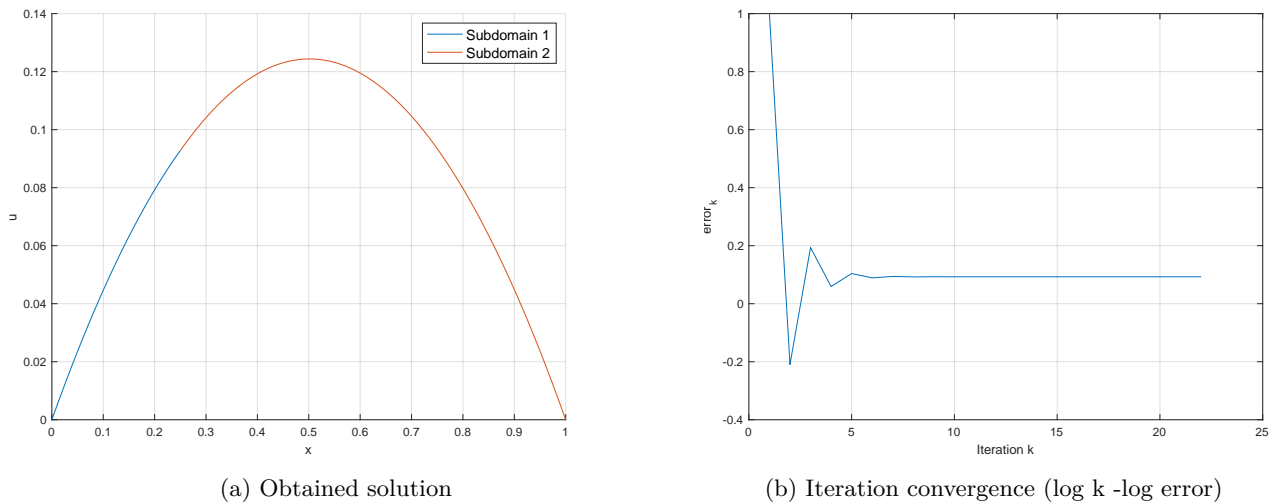 0.14
0.12
0.1
0.08
0.06
0.04
0.02
0
u
Subdomain 1
Subdomain 2
0 0.1 0.2 0.3 0.4 0.5 0.6 0.7 0.8 0.9 1
x
(a) Obtained solution
1
0.8
0.6
0.4
0.2
0
-0.2
-0.4
error_k
0 5 10 15 20 25
Iteration k
(b) Iteration convergence (log k -log error)